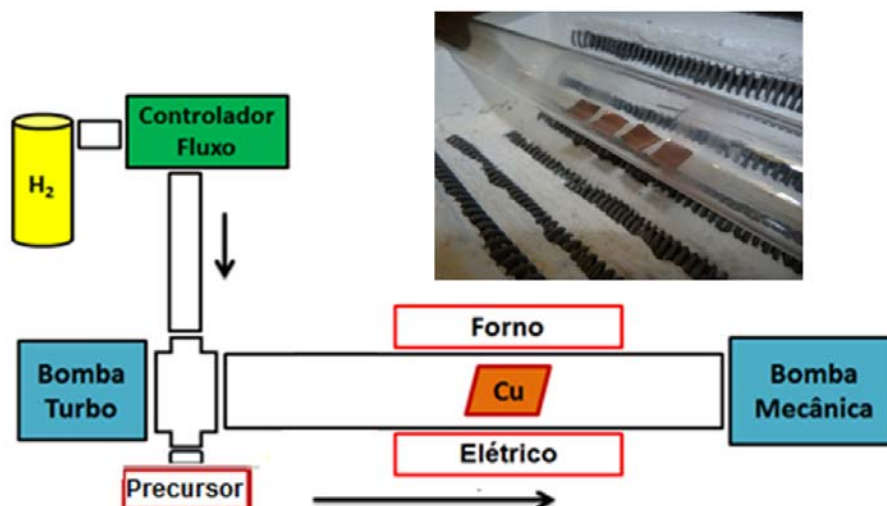 Controlador
Fluxo
H₂
Forno
Bomba
Turbo
Cu
Bomba
Mecânica
Elétrico
Precursor